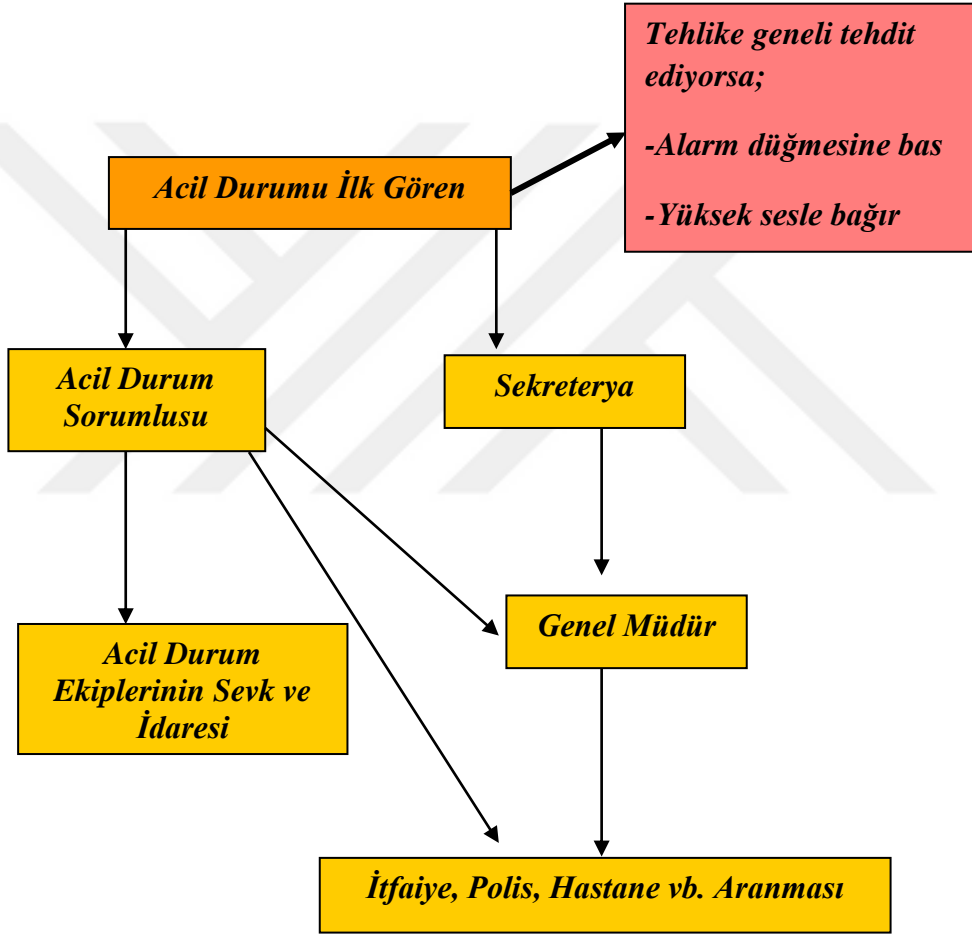 Tehlike geneli tehdit
ediyorsa;
-Alarm düğmesine bas
-Yüksek sesle bağır
Acil Durumu İlk Gören
Acil Durum
Sorumlusu
Sekreterya
Acil Durum
Ekiplerinin Sevk ve
İdaresi
Genel Müdür
İtfaiye, Polis, Hastane vb. Aranması